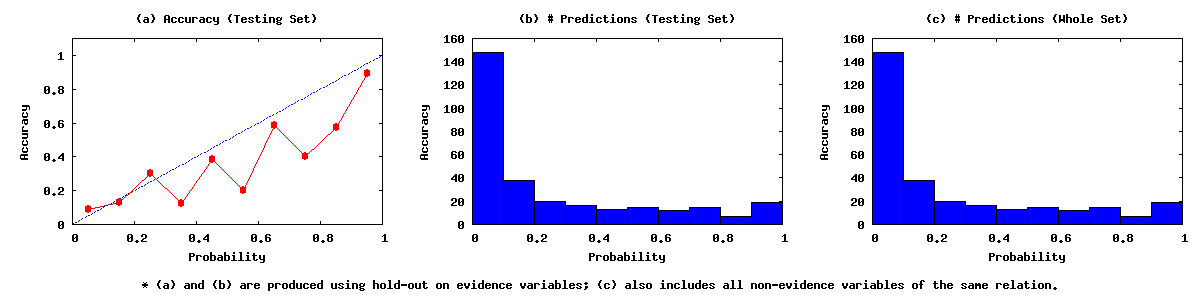 (a) Accuracy (Testing Set)
(b) # Predictions (Testing Set)
(c) # Predictions (Whole Set)
Accuracy
1
0.8
0.6
0.4
0.2
0
0 0.2 0.4 0.6 0.8 1
Probability
Accuracy
160
140
120
100
80
60
40
20
0
0 0.2 0.4 0.6 0.8 1
Probability
Accuracy
160
140
120
100
80
60
40
20
0
0 0.2 0.4 0.6 0.8 1
Probability
* (a) and (b) are produced using hold-out on evidence variables; (c) also includes all non-evidence variables of the same relation.